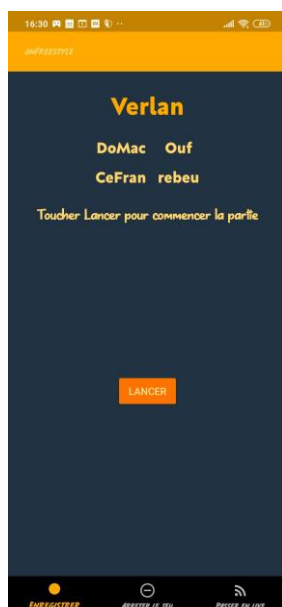 16:30
61
Verlan
DoMac Ouf
CeFran rebeu
Toucher Lancer pour commencer la partie
LANCER
ENREGISTRER ARRETER LE JEU PASSER EN LIVE